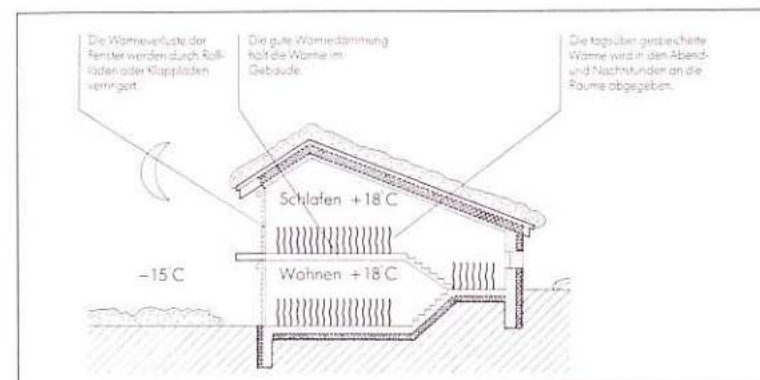 Die Wärmeverluste der
Fenster werden durch Roll-
läden oder Klappläden
verringert.
Die gute Wärmedämmung
hält die Wärme im
Gebäude.
Die tagsüber gespeicherte
Wärme wird in den Abend-
und Nachtstunden an die
Räume abgegeben.
Schlafen +18°C
−15°C
Wohnen +18°C